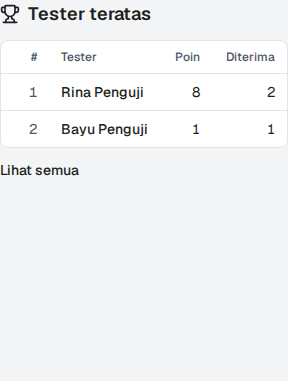 Tester teratas
# Tester Poin Diterima
1 Rina Penguji 8 2
2 Bayu Penguji 1 1
Lihat semua